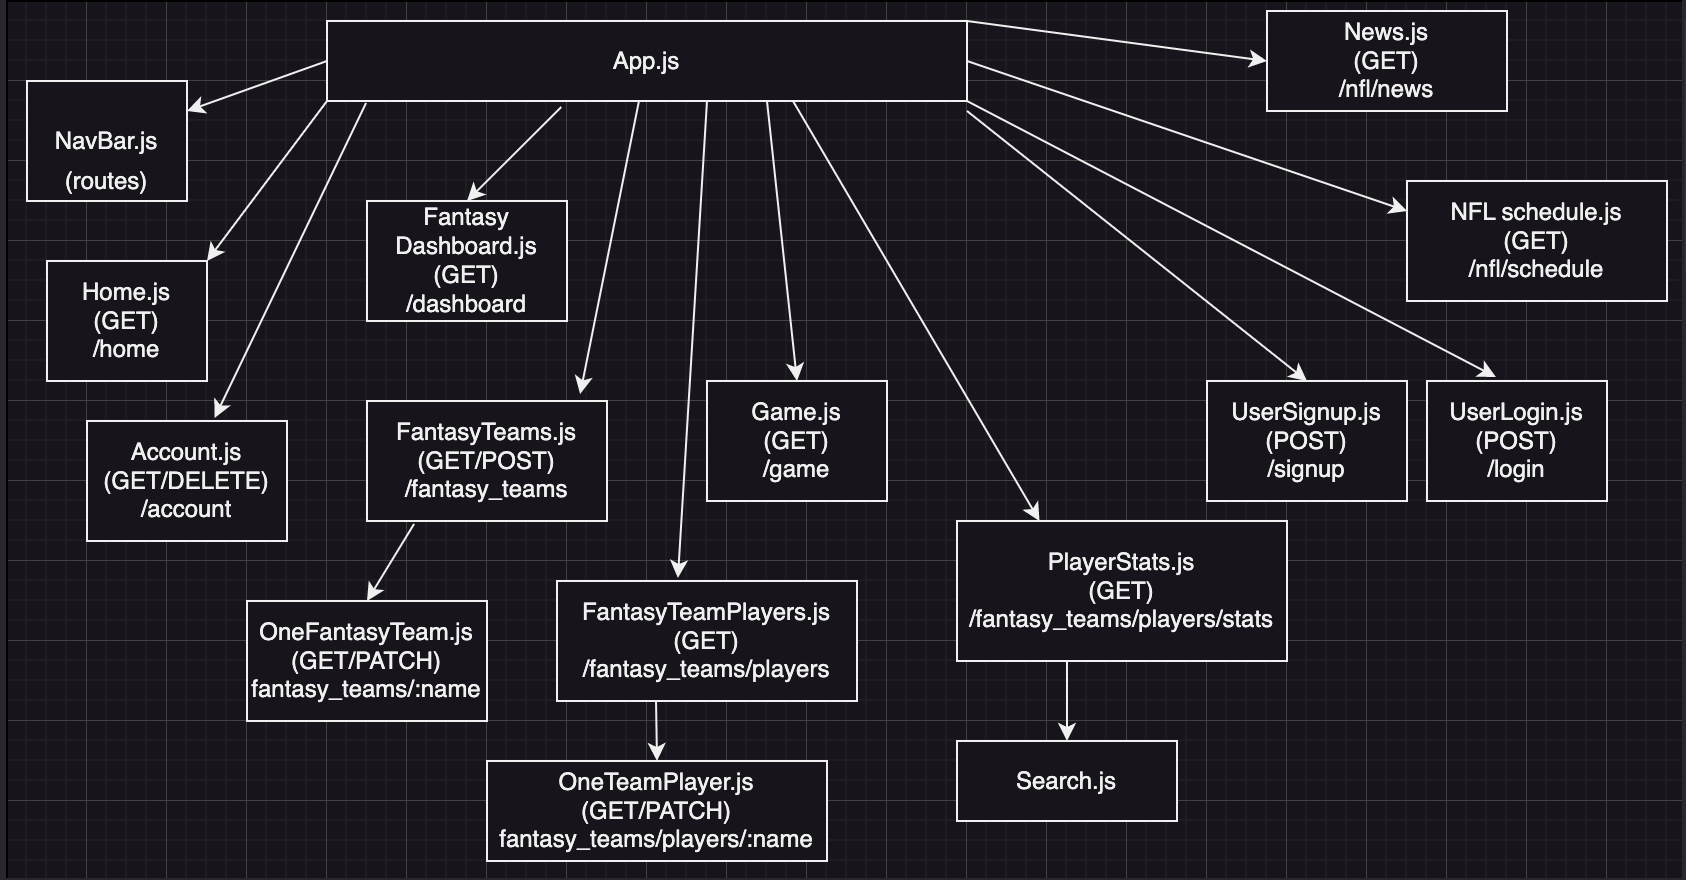 App.js
News.js
(GET)
/nfl/news
NavBar.js
(routes)
Fantasy
Dashboard.js
(GET)
/dashboard
NFL schedule.js
(GET)
/nfl/schedule
Home.js
(GET)
/home
Account.js
(GET/DELETE)
/account
FantasyTeams.js
(GET/POST)
/fantasy_teams
Game.js
(GET)
/game
UserSignup.js
(POST)
/signup
UserLogin.js
(POST)
/login
OneFantasyTeam.js
(GET/PATCH)
fantasy_teams/:name
FantasyTeamPlayers.js
(GET)
/fantasy_teams/players
PlayerStats.js
(GET)
/fantasy_teams/players/stats
OneTeamPlayer.js
(GET/PATCH)
fantasy_teams/players/:name
Search.js